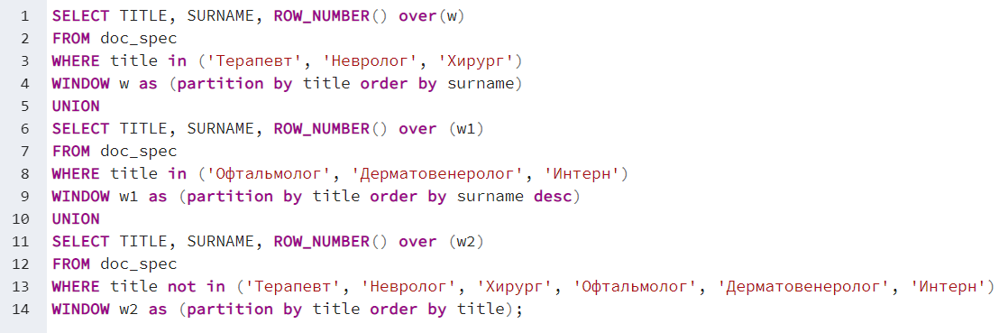 1 SELECT TITLE, SURNAME, ROW_NUMBER() over(w)
2 FROM doc_spec
3 WHERE title in ('Терапевт', 'Невролог', 'Хирург')
4 WINDOW w as (partition by title order by surname)
5 UNION
6 SELECT TITLE, SURNAME, ROW_NUMBER() over (w1)
7 FROM doc_spec
8 WHERE title in ('Офтальмолог', 'Дерматовенеролог', 'Интерн')
9 WINDOW w1 as (partition by title order by surname desc)
10 UNION
11 SELECT TITLE, SURNAME, ROW_NUMBER() over (w2)
12 FROM doc_spec
13 WHERE title not in ('Терапевт', 'Невролог', 'Хирург', 'Офтальмолог', 'Дерматовенеролог', 'Интерн')
14 WINDOW w2 as (partition by title order by title);